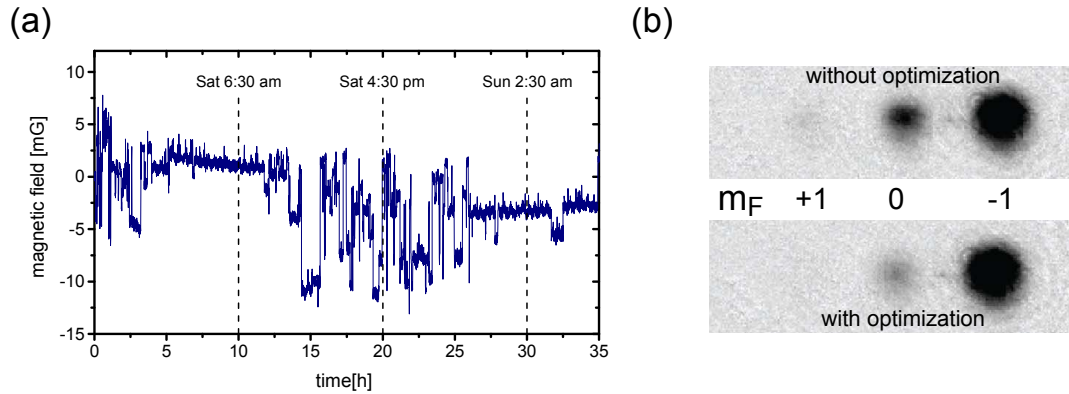 (a)
(b)
10
5
0
-5
-10
-15
magnetic field [mG]
Sat 6:30 am
Sat 4:30 pm
Sun 2:30 am
0
5
10
15
20
25
30
35
time[h]
without optimization
m_F +1 0 -1
with optimization